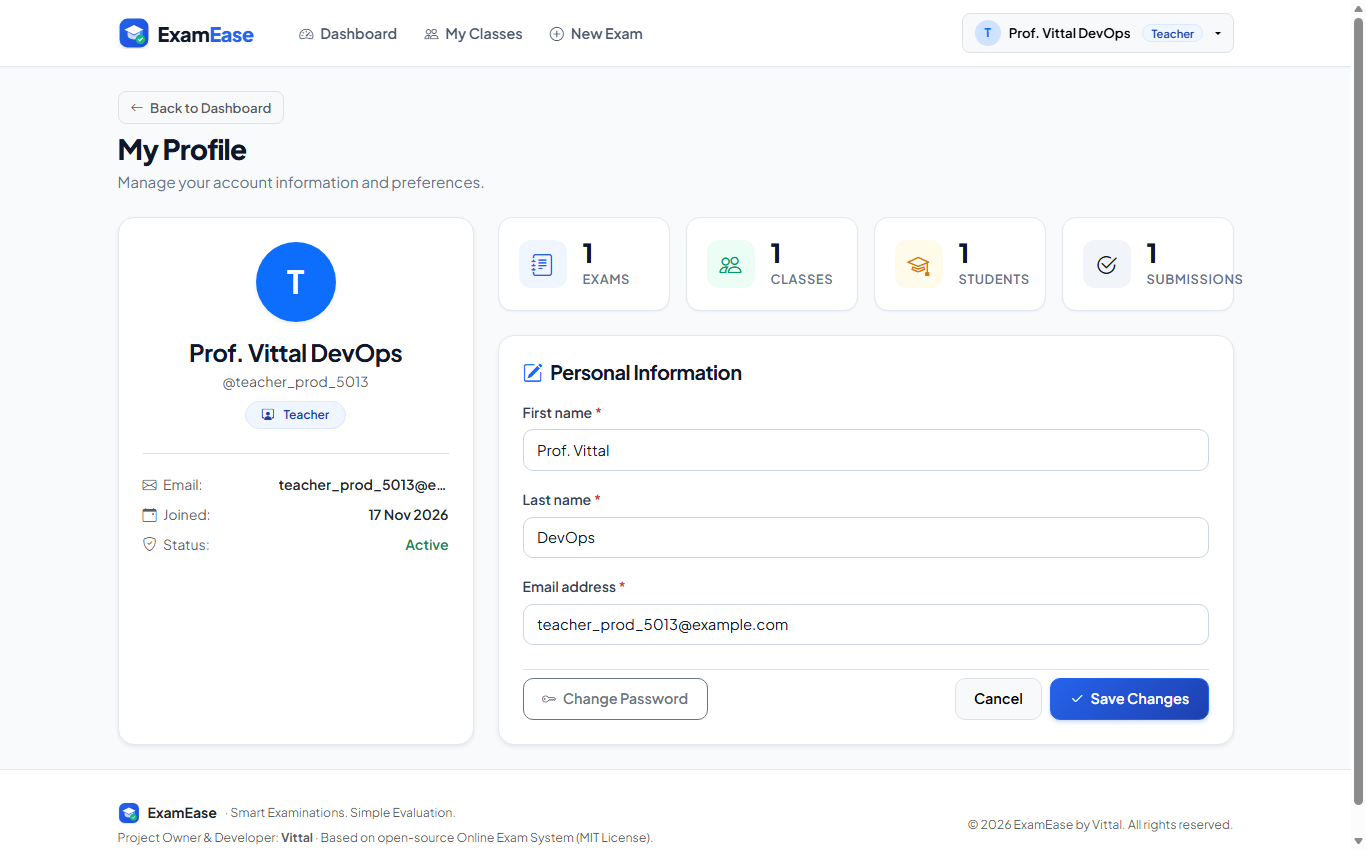 ExamEase Dashboard My Classes New Exam T Prof. Vittal DevOps Teacher
← Back to Dashboard
My Profile
Manage your account information and preferences.
T
Prof. Vittal DevOps
@teacher_prod_5013
Teacher
Email: teacher_prod_5013@e...
Joined: 17 Nov 2026
Status: Active
1
EXAMS
1
CLASSES
1
STUDENTS
1
SUBMISSIONS
Personal Information
First name *
Prof. Vittal
Last name *
DevOps
Email address *
teacher_prod_5013@example.com
Change Password Cancel Save Changes
ExamEase · Smart Examinations. Simple Evaluation.
Project Owner & Developer: Vittal · Based on open-source Online Exam System (MIT License).
© 2026 ExamEase by Vittal. All rights reserved.